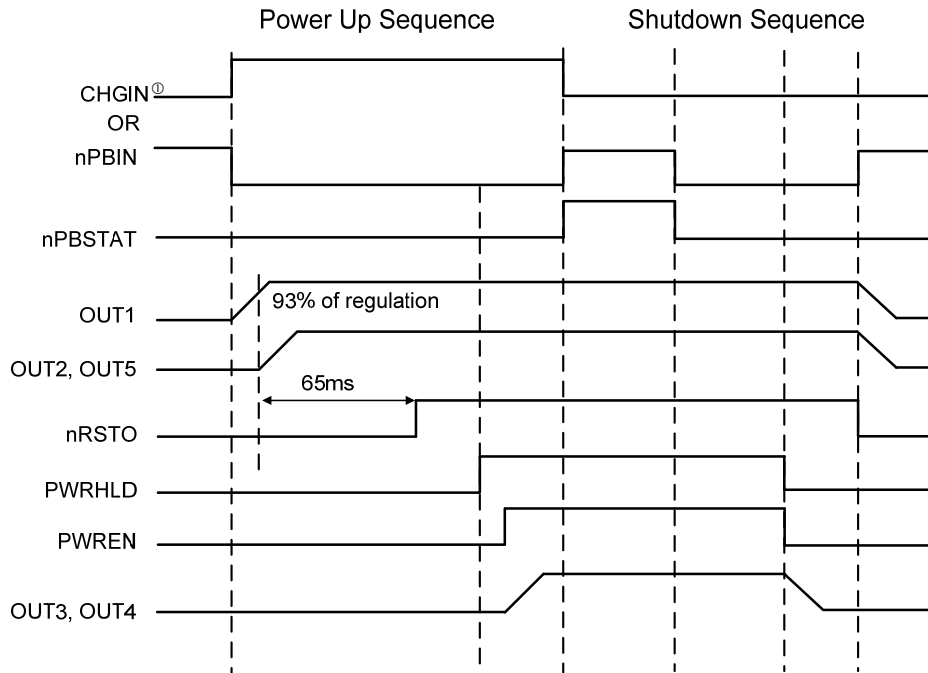 Power Up Sequence Shutdown Sequence
CHGIN①
OR
nPBIN
nPBSTAT
93% of regulation
OUT1
OUT2, OUT5
65ms
nRSTO
PWRHLD
PWREN
OUT3, OUT4